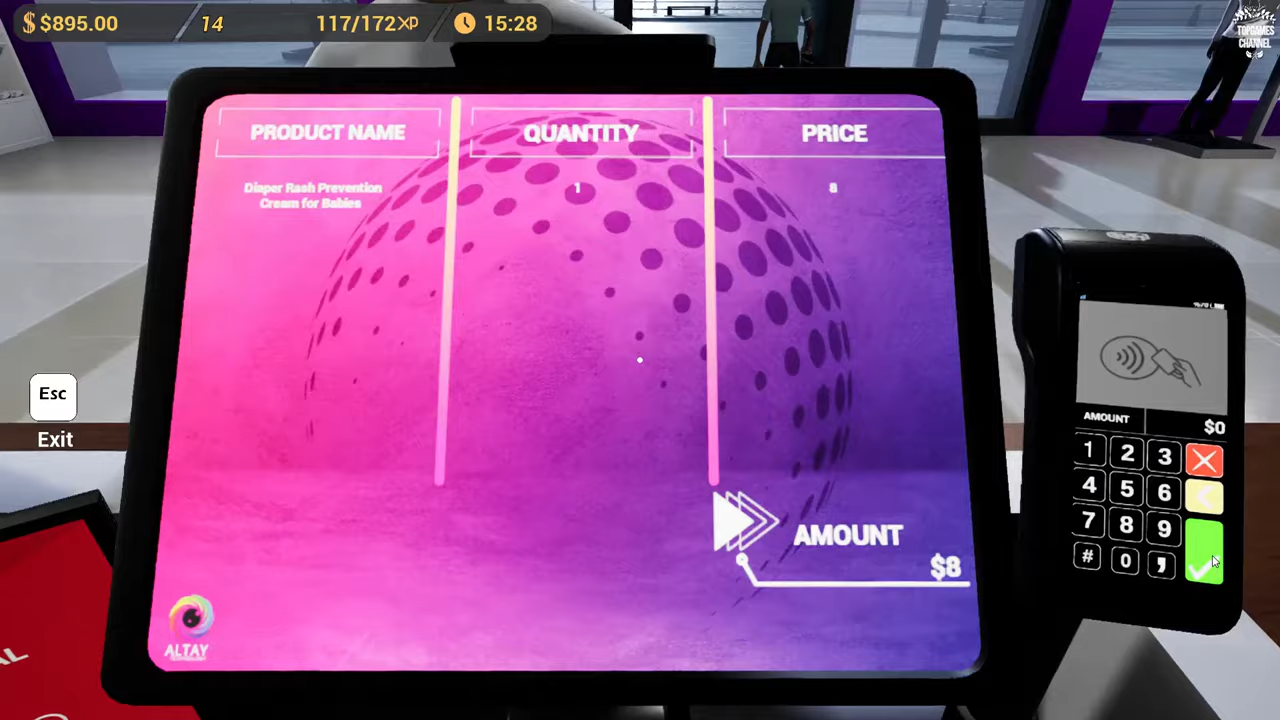 $ $895.00
14
117/172XP
15:28
TOPGAMES
CHANNEL
PRODUCT NAME
QUANTITY
PRICE
Diaper Rash Prevention
Cream for Babies
1
8
Esc
Exit
AMOUNT
$8
ALTAY
AMOUNT
$0
1 2 3
4 5 6
7 8 9
# 0 ,
AL